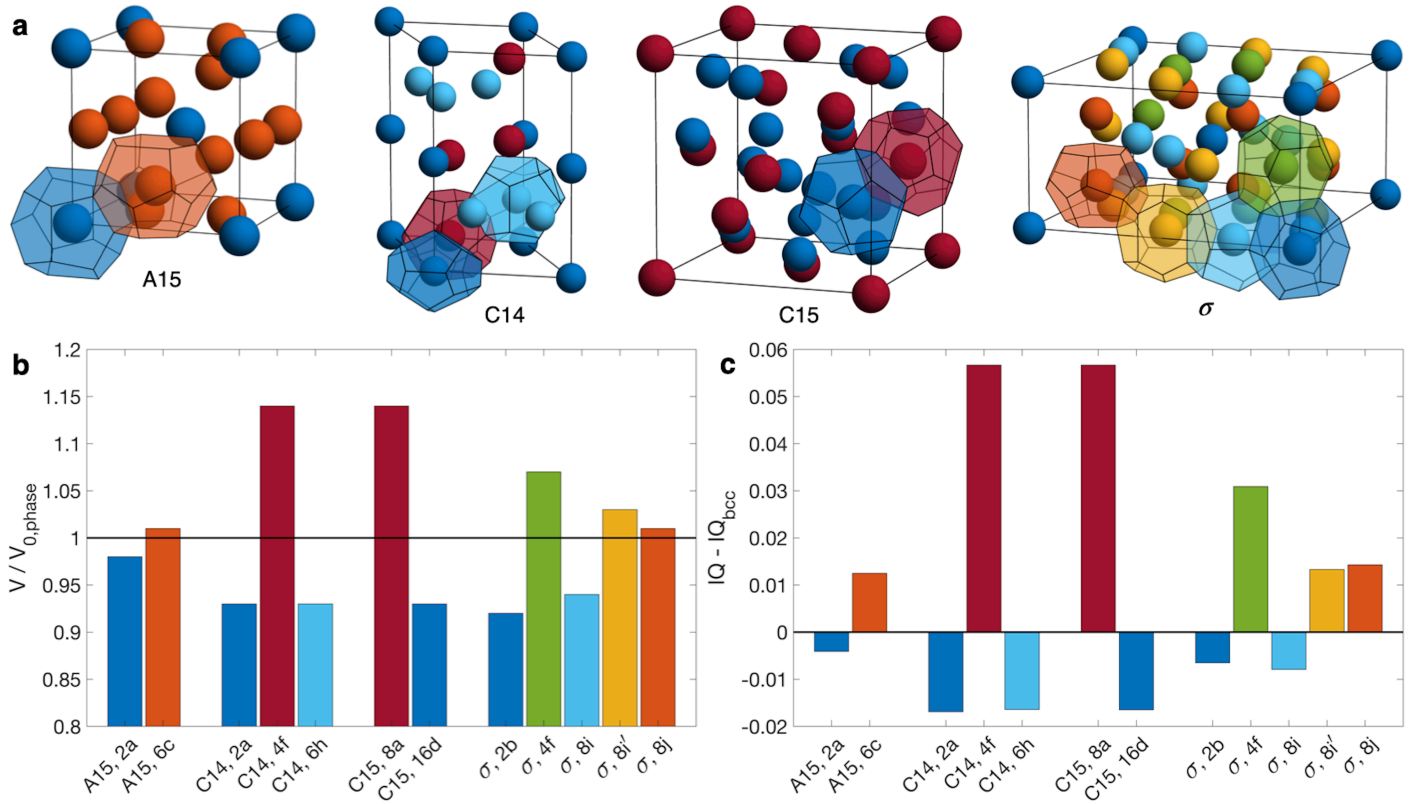 a
A15
C14
C15
σ
b
1.2
1.15
1.1
1.05
1
0.95
0.9
0.85
0.8
V / V0,phase
A15, 2a
A15, 6c
C14, 2a
C14, 4f
C14, 6h
C15, 8a
C15, 16d
σ, 2b
σ, 4f
σ, 8i
σ, 8i′
σ, 8j
c
0.06
0.05
0.04
0.03
0.02
0.01
0
-0.01
-0.02
IQ - IQbcc
A15, 2a
A15, 6c
C14, 2a
C14, 4f
C14, 6h
C15, 8a
C15, 16d
σ, 2b
σ, 4f
σ, 8i
σ, 8i′
σ, 8j